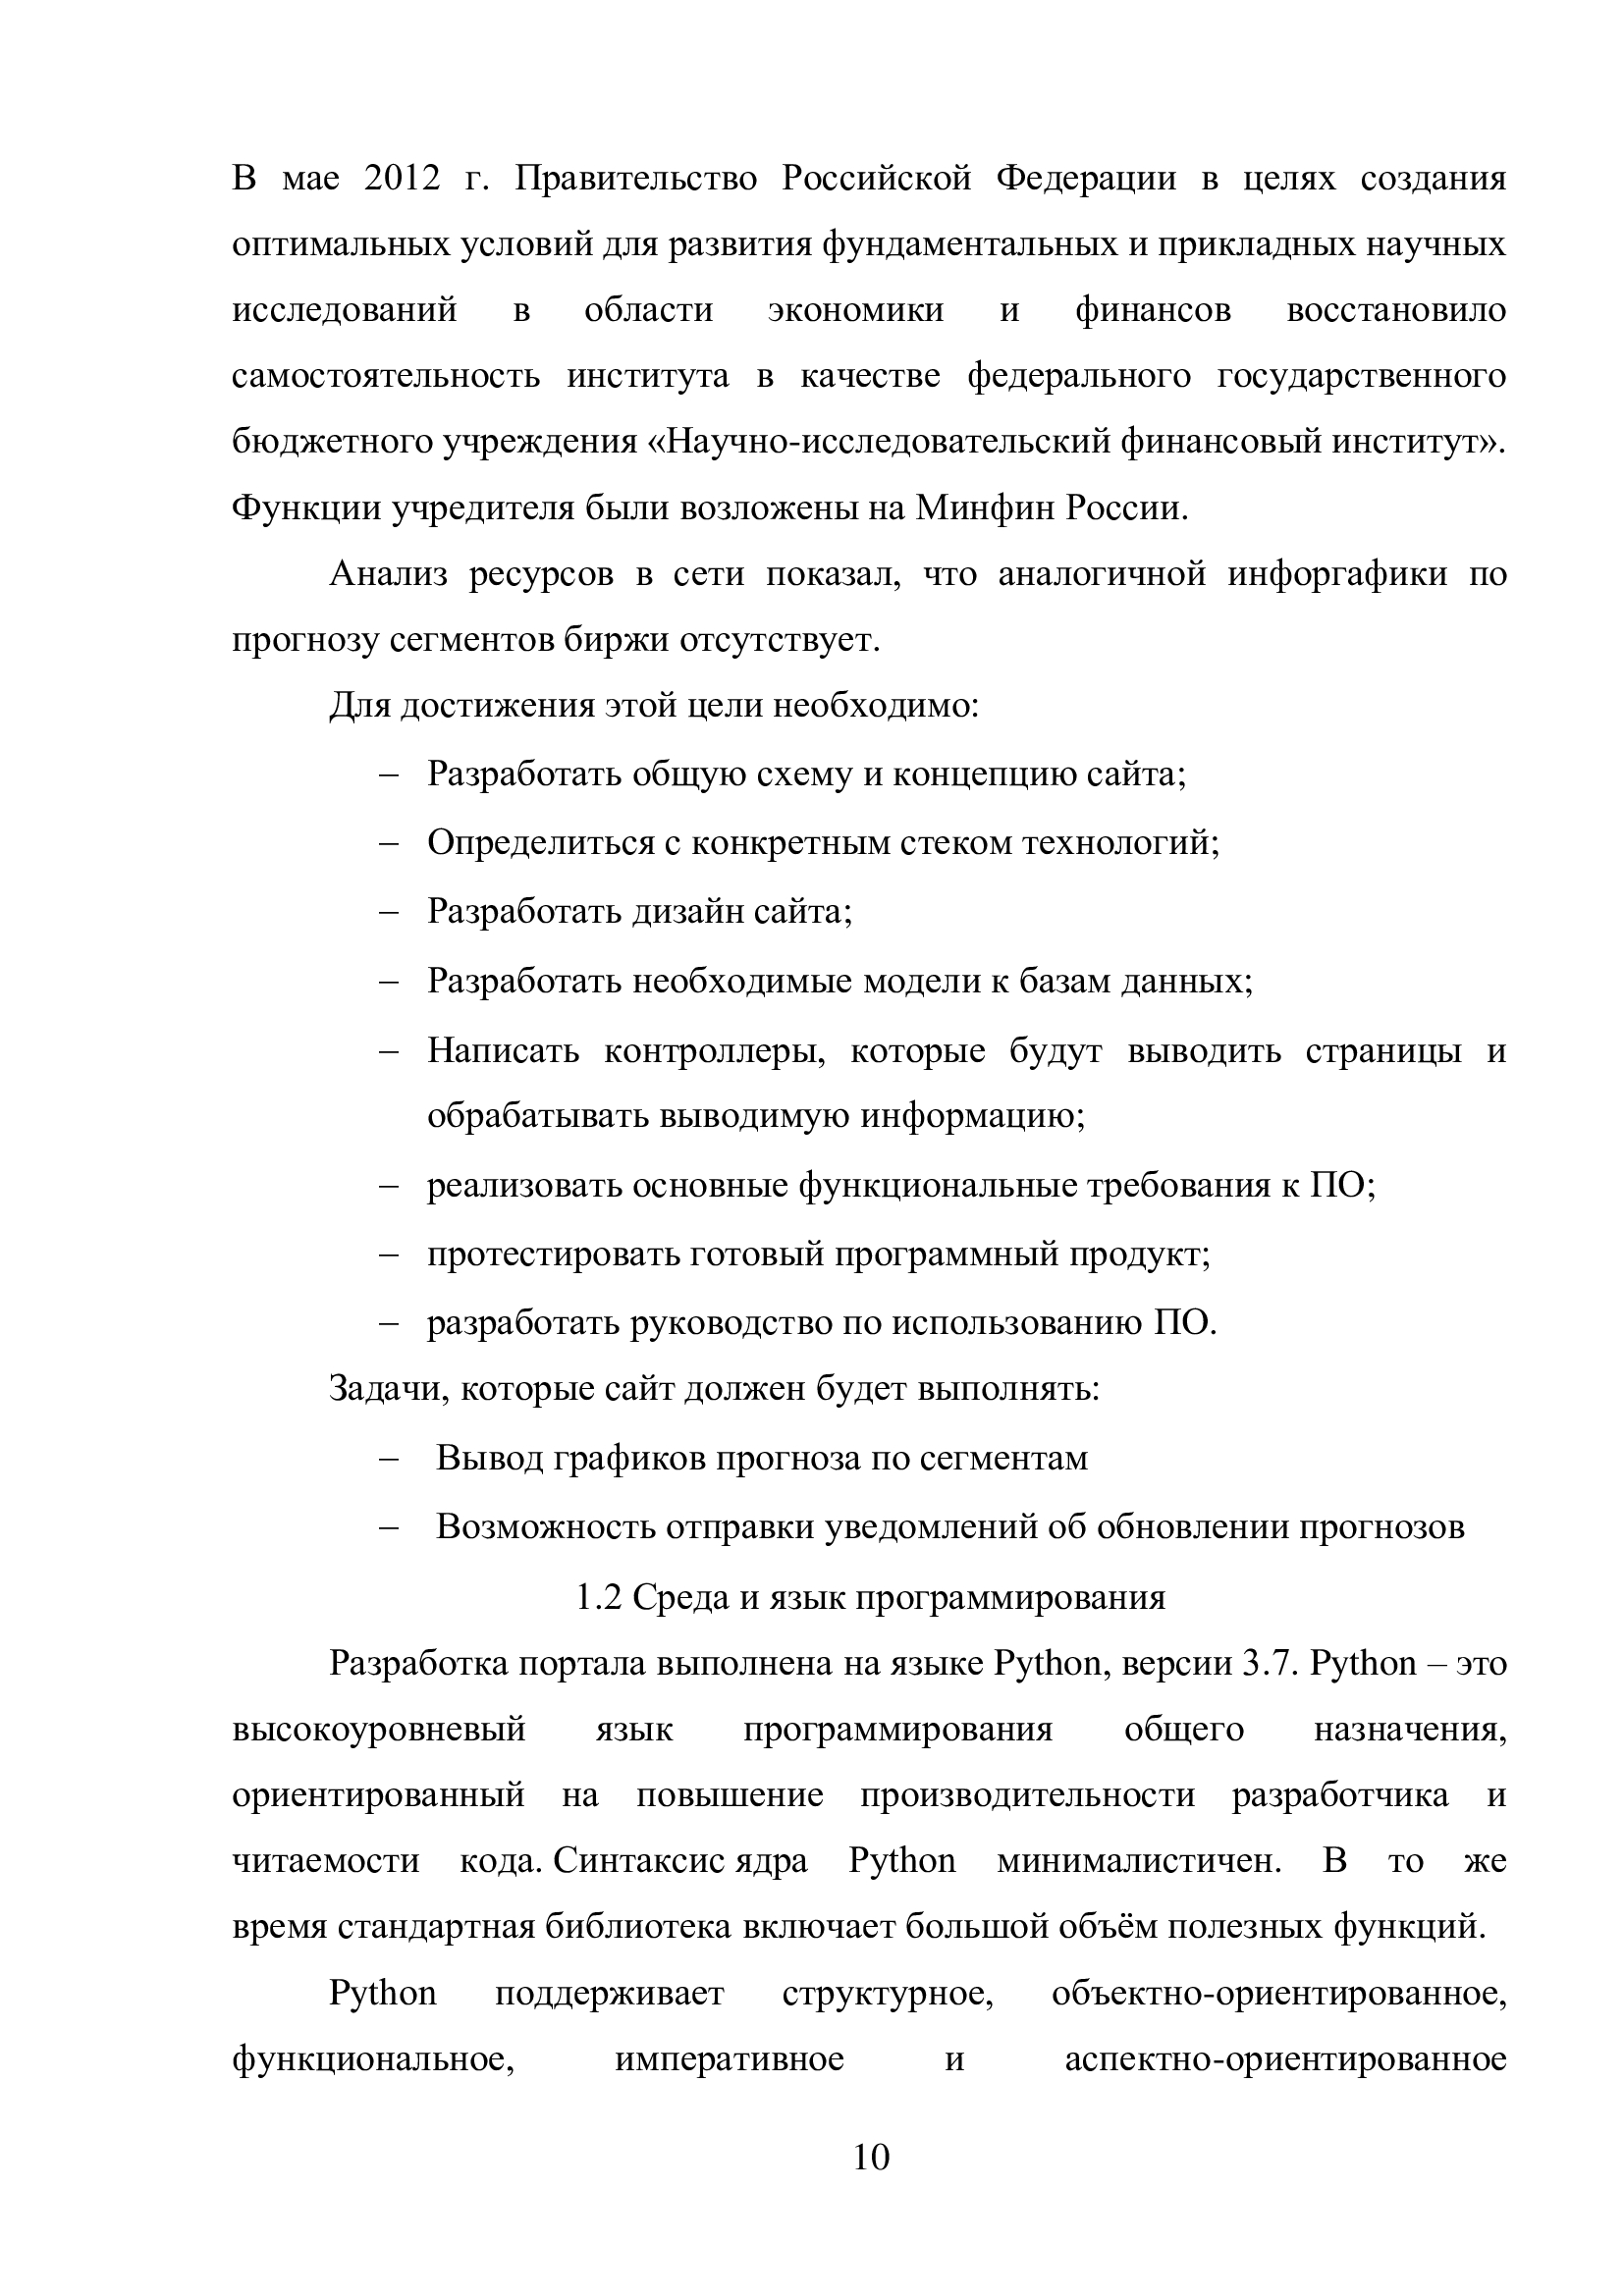 В мае 2012 г. Правительство Российской Федерации в целях создания
оптимальных условий для развития фундаментальных и прикладных научных
исследований в области экономики и финансов восстановило
самостоятельность института в качестве федерального государственного
бюджетного учреждения «Научно-исследовательский финансовый институт».
Функции учредителя были возложены на Минфин России.
Анализ ресурсов в сети показал, что аналогичной инфоргафики по
прогнозу сегментов биржи отсутствует.
Для достижения этой цели необходимо:
– Разработать общую схему и концепцию сайта;
– Определиться с конкретным стеком технологий;
– Разработать дизайн сайта;
– Разработать необходимые модели к базам данных;
– Написать контроллеры, которые будут выводить страницы и
обрабатывать выводимую информацию;
– реализовать основные функциональные требования к ПО;
– протестировать готовый программный продукт;
– разработать руководство по использованию ПО.
Задачи, которые сайт должен будет выполнять:
– Вывод графиков прогноза по сегментам
– Возможность отправки уведомлений об обновлении прогнозов
1.2 Среда и язык программирования
Разработка портала выполнена на языке Python, версии 3.7. Python – это
высокоуровневый язык программирования общего назначения,
ориентированный на повышение производительности разработчика и
читаемости кода. Синтаксис ядра Python минималистичен. В то же
время стандартная библиотека включает большой объём полезных функций.
Python поддерживает структурное, объектно-ориентированное,
функциональное, императивное и аспектно-ориентированное
10